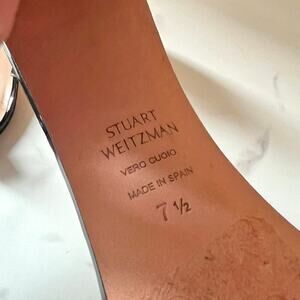 STUART
WEITZMAN
VERO CUOIO
MADE IN SPAIN
7 ½